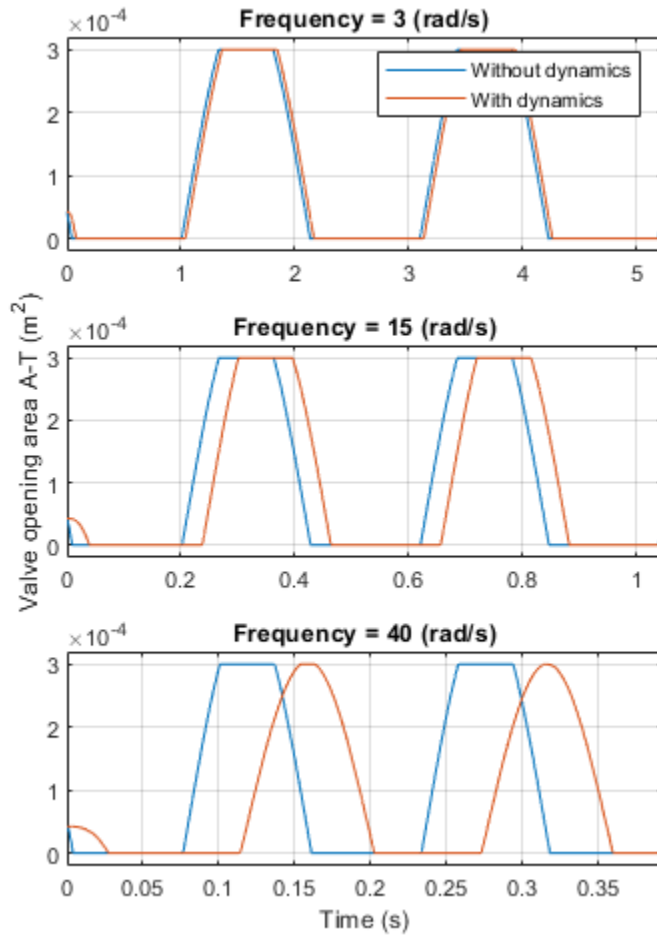 Frequency = 3 (rad/s)
×10⁻⁴
3
2
1
0
0 1 2 3 4 5
Without dynamics
With dynamics
Valve opening area A-T (m²)
Frequency = 15 (rad/s)
×10⁻⁴
3
2
1
0
0 0.2 0.4 0.6 0.8 1
Frequency = 40 (rad/s)
×10⁻⁴
3
2
1
0
0 0.05 0.1 0.15 0.2 0.25 0.3 0.35
Time (s)